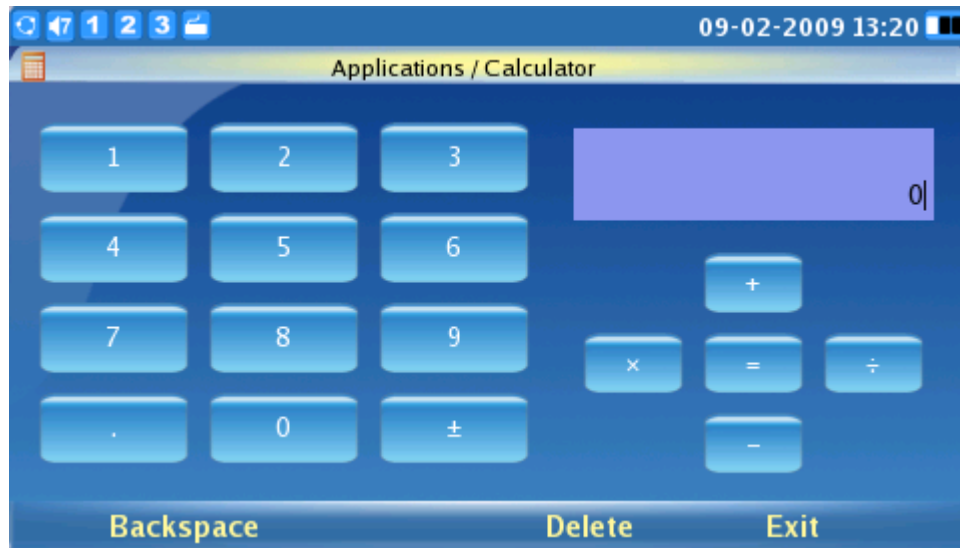 7 1 2 3 09-02-2009 13:20
Applications / Calculator
1 2 3
0
4 5 6
+
7 8 9
× = ÷
. 0 ±
−
Backspace Delete Exit